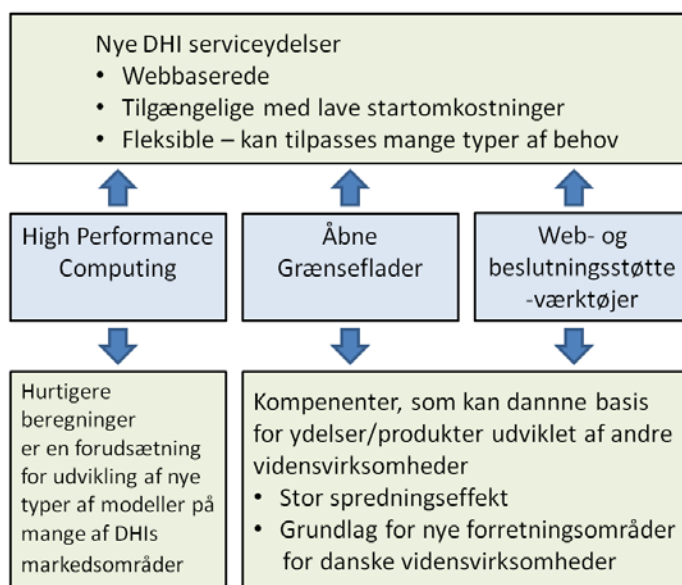 Nye DHI serviceydelser
• Webbaserede
• Tilgængelige med lave startomkostninger
• Fleksible – kan tilpasses mange typer af behov
High Performance
Computing
Åbne
Grænseflader
Web- og
beslutningsstøtte
-værktøjer
Hurtigere
beregninger
er en forudsætning
for udvikling af nye
typer af modeller på
mange af DHIs
markedsområder
Kompenenter, som kan dannne basis
for ydelser/produkter udviklet af andre
vidensvirksomheder
• Stor spredningseffekt
• Grundlag for nye forretningsområder
for danske vidensvirksomheder